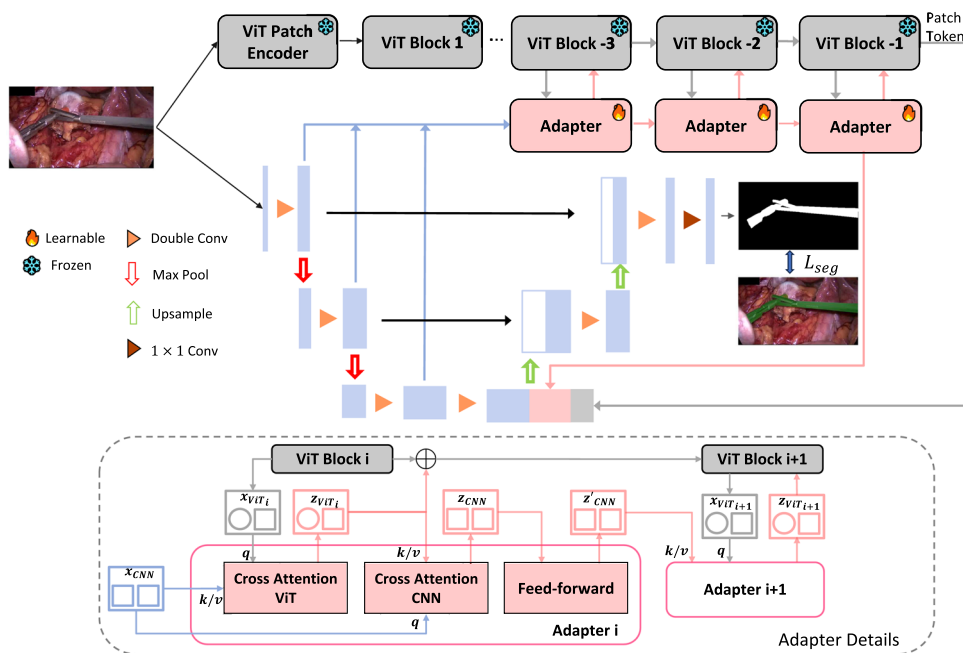 ViT Patch
Encoder
ViT Block 1
...
ViT Block -3
ViT Block -2
ViT Block -1
Patch
Token
Adapter
Adapter
Adapter
Learnable
Frozen
Double Conv
Max Pool
Upsample
1 × 1 Conv
L_seg
ViT Block i
ViT Block i+1
x_ViT_i
z_ViT_i
z_CNN
z'_CNN
x_ViT_i+1
z_ViT_i+1
q
k/v
k/v
q
x_CNN
k/v
Cross Attention
ViT
Cross Attention
CNN
Feed-forward
Adapter i+1
q
Adapter i
Adapter Details